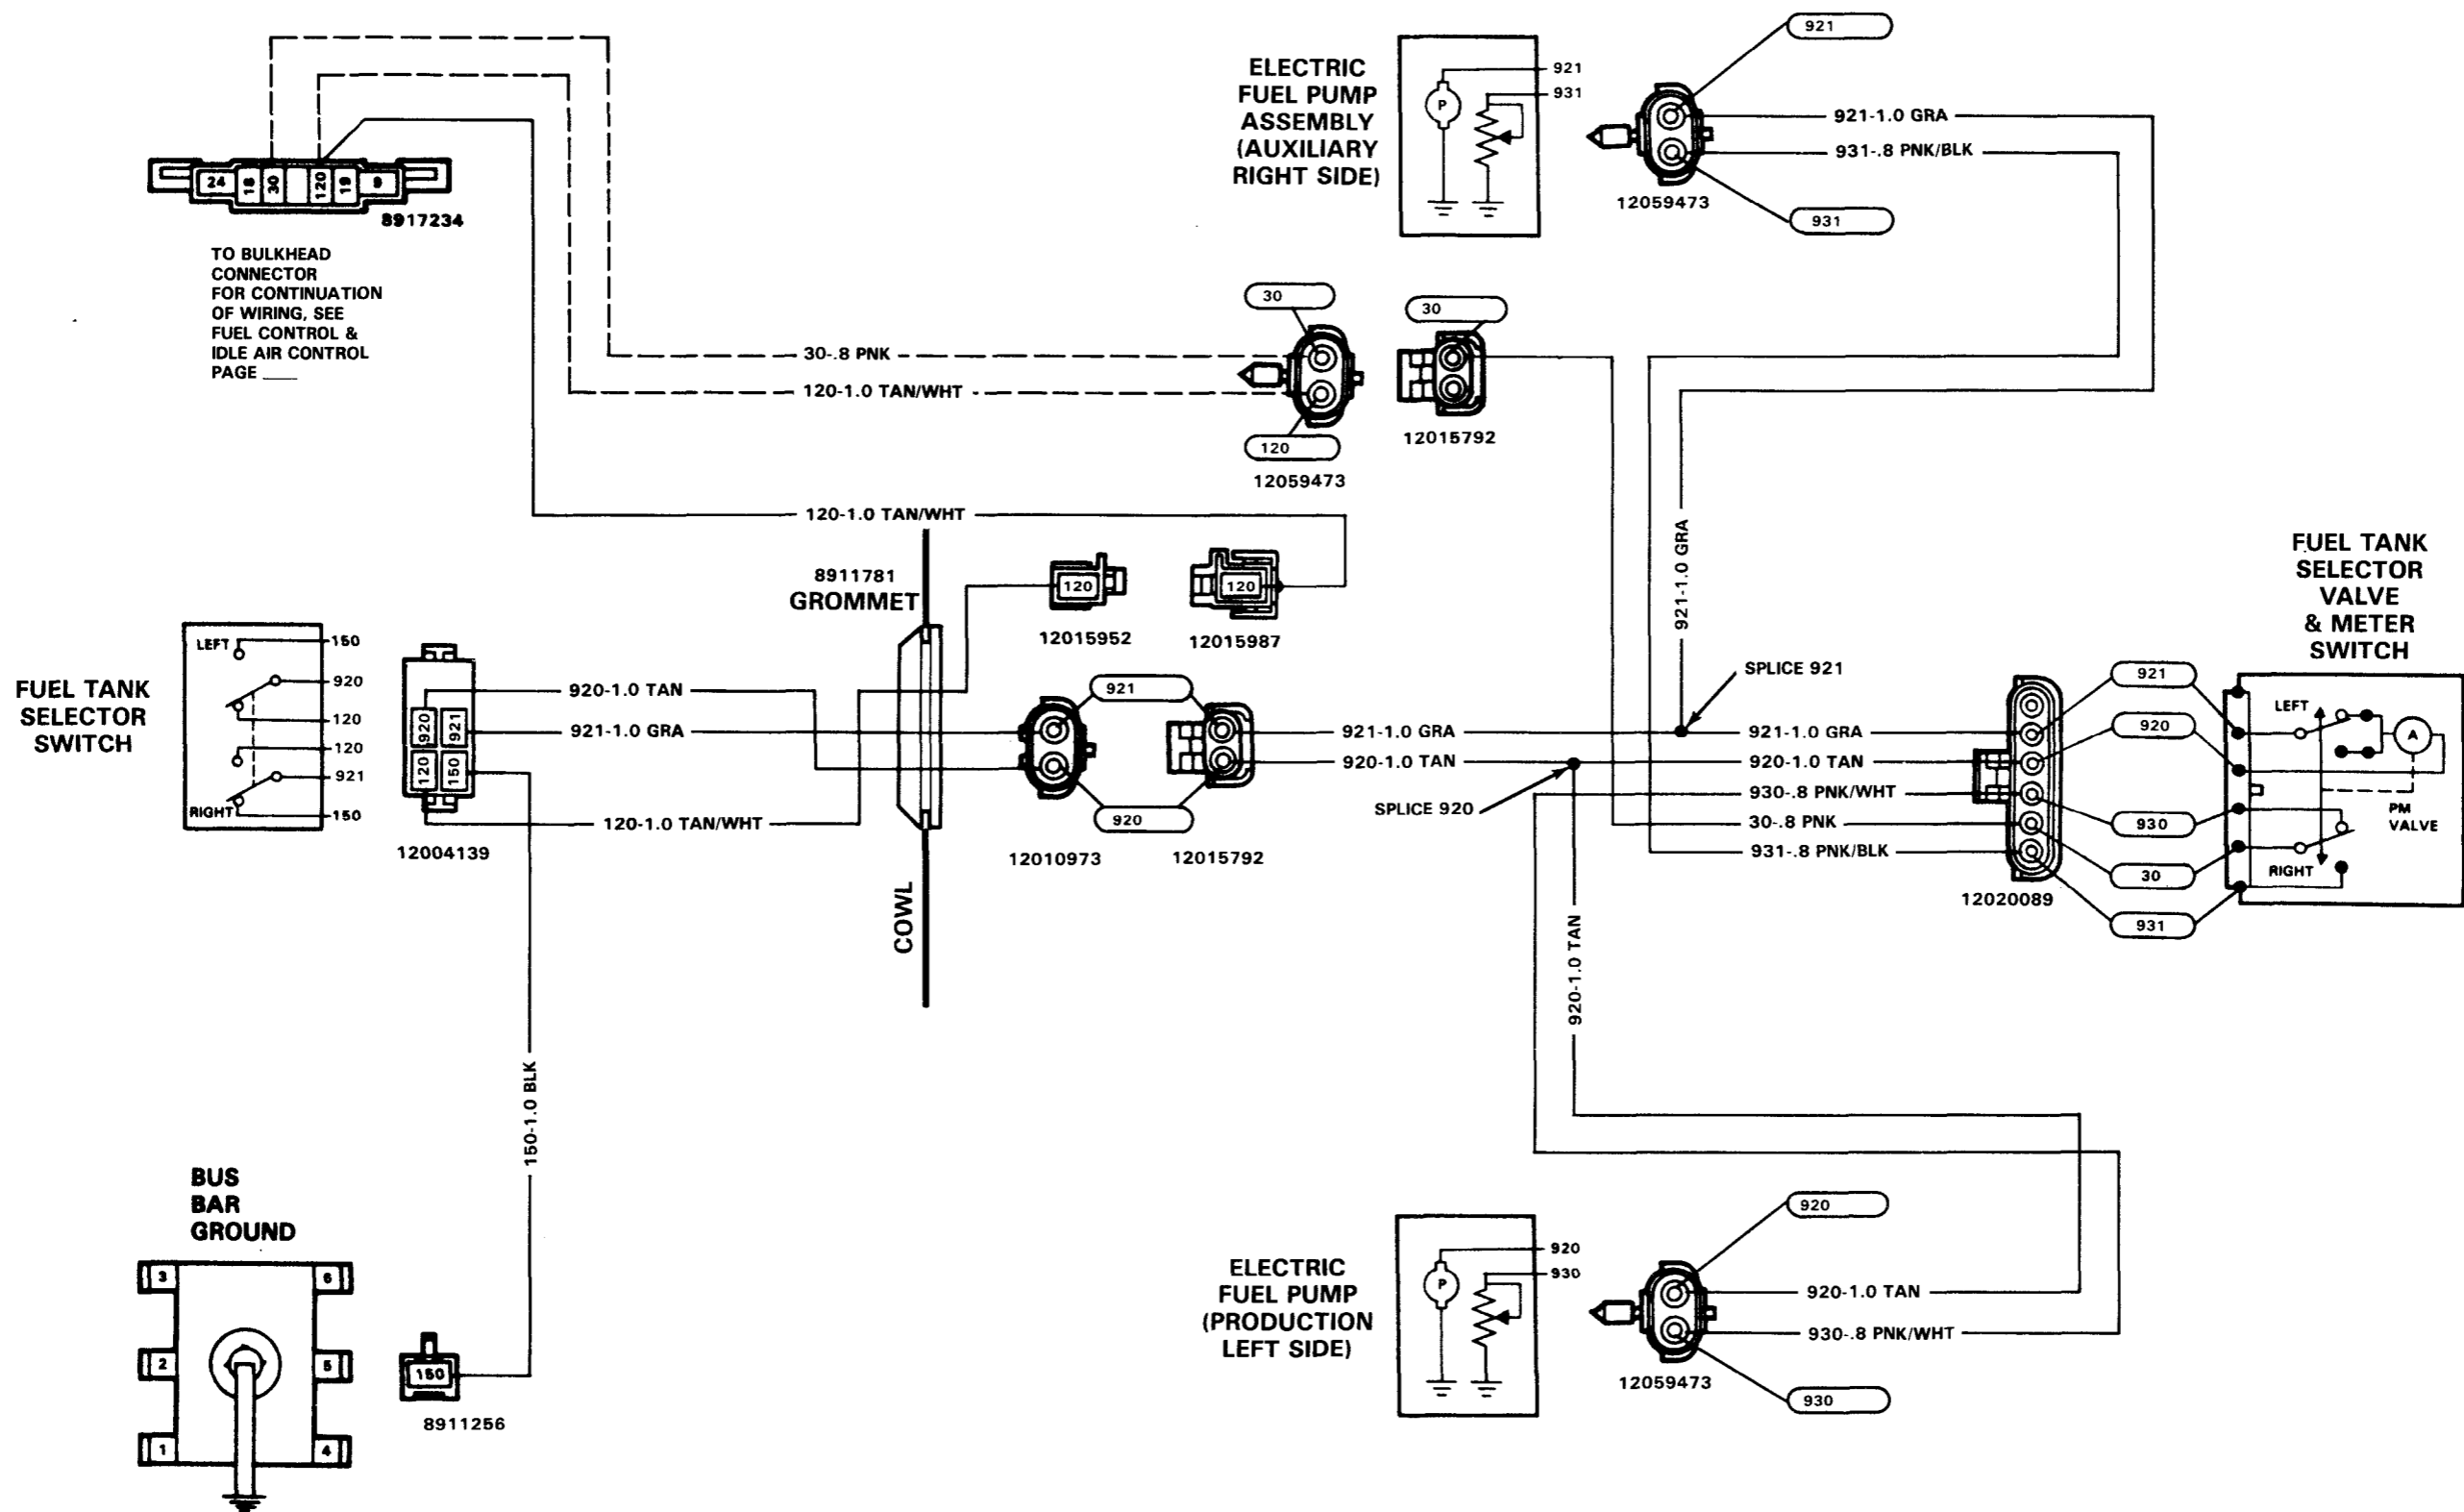 921
ELECTRIC
FUEL PUMP
ASSEMBLY
(AUXILIARY
RIGHT SIDE)
921
931
P
921-1.0 GRA
931-.8 PNK/BLK
12059473
931
24
18
30
120
19
9
8917234
TO BULKHEAD
CONNECTOR
FOR CONTINUATION
OF WIRING, SEE
FUEL CONTROL &
IDLE AIR CONTROL
PAGE ____
30
30
30-.8 PNK
120-1.0 TAN/WHT
120
12059473
12015792
120-1.0 TAN/WHT
8911781
GROMMET
120
12015952
120
12015987
921-1.0 GRA
FUEL TANK
SELECTOR
VALVE
& METER
SWITCH
FUEL TANK
SELECTOR
SWITCH
LEFT
150
920
120
120
921
RIGHT
150
920
921
120
150
12004139
920-1.0 TAN
921-1.0 GRA
120-1.0 TAN/WHT
COWL
921
920
12010973
12015792
921-1.0 GRA
920-1.0 TAN
SPLICE 921
SPLICE 920
921-1.0 GRA
920-1.0 TAN
930-.8 PNK/WHT
30-.8 PNK
931-.8 PNK/BLK
12020089
921
920
930
30
931
LEFT
A
PM
VALVE
RIGHT
920-1.0 TAN
150-1.0 BLK
BUS
BAR
GROUND
3
6
2
5
1
4
150
8911256
ELECTRIC
FUEL PUMP
(PRODUCTION
LEFT SIDE)
920
930
P
920
920-1.0 TAN
930-.8 PNK/WHT
12059473
930